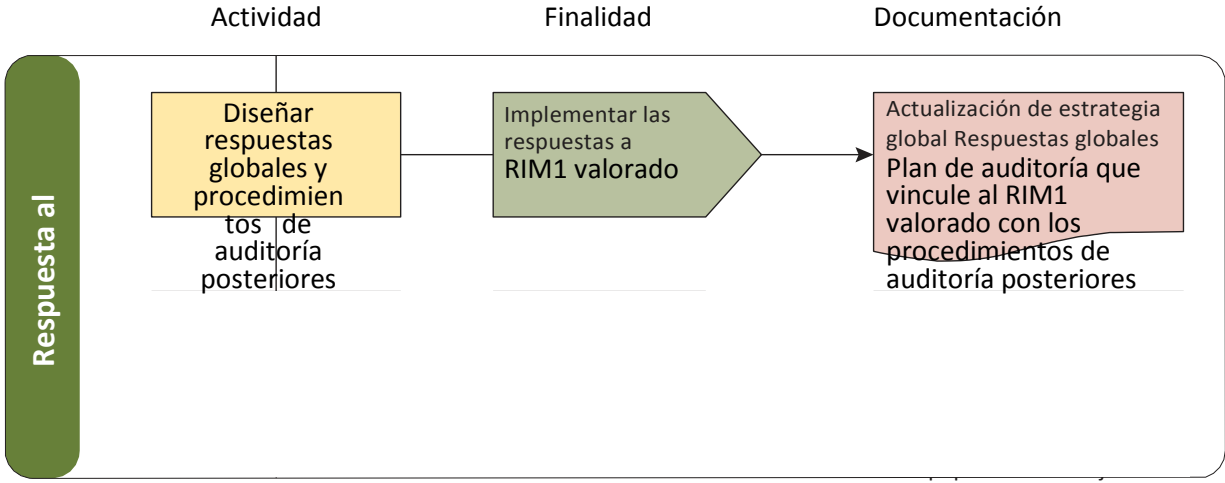 Actividad
Finalidad
Documentación
Respuesta al
Diseñar
respuestas
globales y
procedimien
tos de
auditoría
posteriores
Implementar las
respuestas a
RIM1 valorado
Actualización de estrategia
global Respuestas globales
Plan de auditoría que
vincule al RIM1
valorado con los
procedimientos de
auditoría posteriores